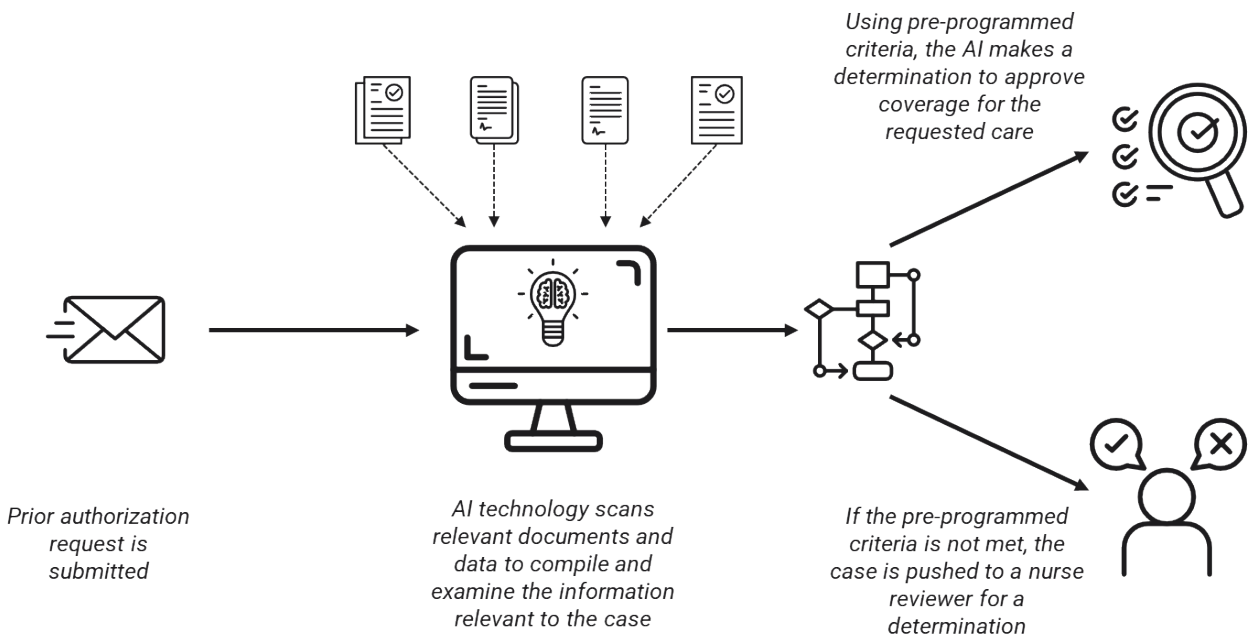 Prior authorization
request is
submitted
AI technology scans
relevant documents and
data to compile and
examine the information
relevant to the case
Using pre-programmed
criteria, the AI makes a
determination to approve
coverage for the
requested care
If the pre-programmed
criteria is not met, the
case is pushed to a nurse
reviewer for a
determination